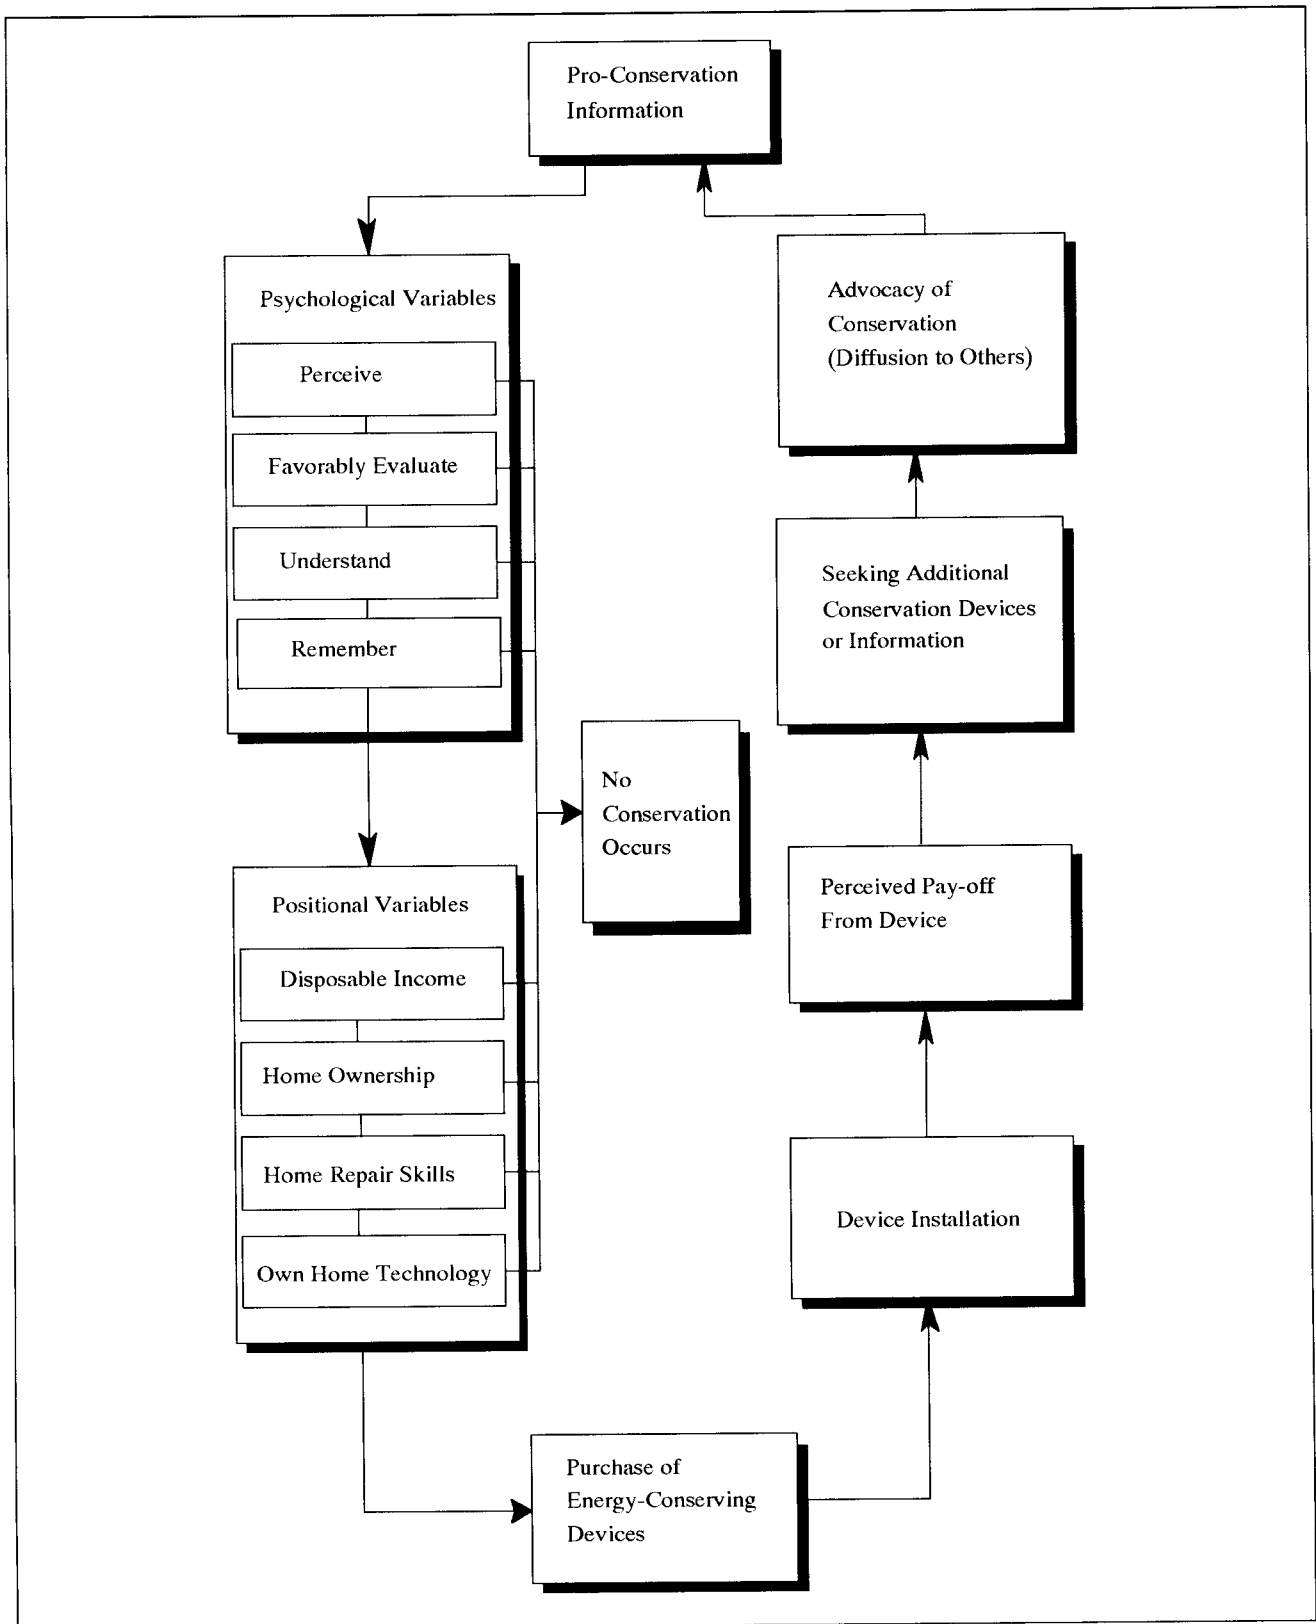 Pro-Conservation
Information
Psychological Variables
Perceive
Favorably Evaluate
Understand
Remember
Positional Variables
Disposable Income
Home Ownership
Home Repair Skills
Own Home Technology
No
Conservation
Occurs
Purchase of
Energy-Conserving
Devices
Device Installation
Perceived Pay-off
From Device
Seeking Additional
Conservation Devices
or Information
Advocacy of
Conservation
(Diffusion to Others)